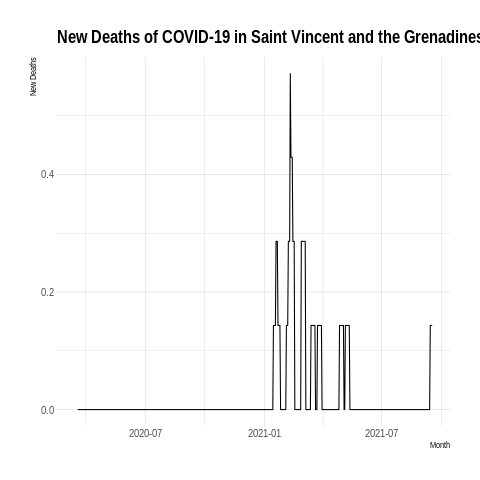 New Deaths of COVID-19 in Saint Vincent and the Grenadines
New Deaths
0.4
0.2
0.0
2020-07
2021-01
2021-07
Month